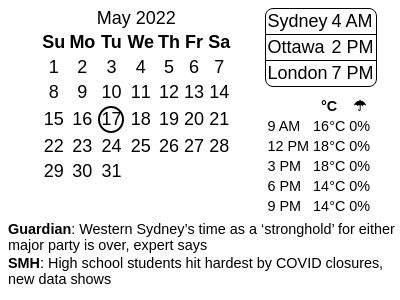 May 2022
Su Mo Tu We Th Fr Sa
1 2 3 4 5 6 7
8 9 10 11 12 13 14
15 16 17 18 19 20 21
22 23 24 25 26 27 28
29 30 31
Sydney 4 AM
Ottawa 2 PM
London 7 PM
°C ☂
9 AM 16°C 0%
12 PM 18°C 0%
3 PM 18°C 0%
6 PM 14°C 0%
9 PM 14°C 0%
Guardian: Western Sydney’s time as a ‘stronghold’ for either
major party is over, expert says
SMH: High school students hit hardest by COVID closures,
new data shows